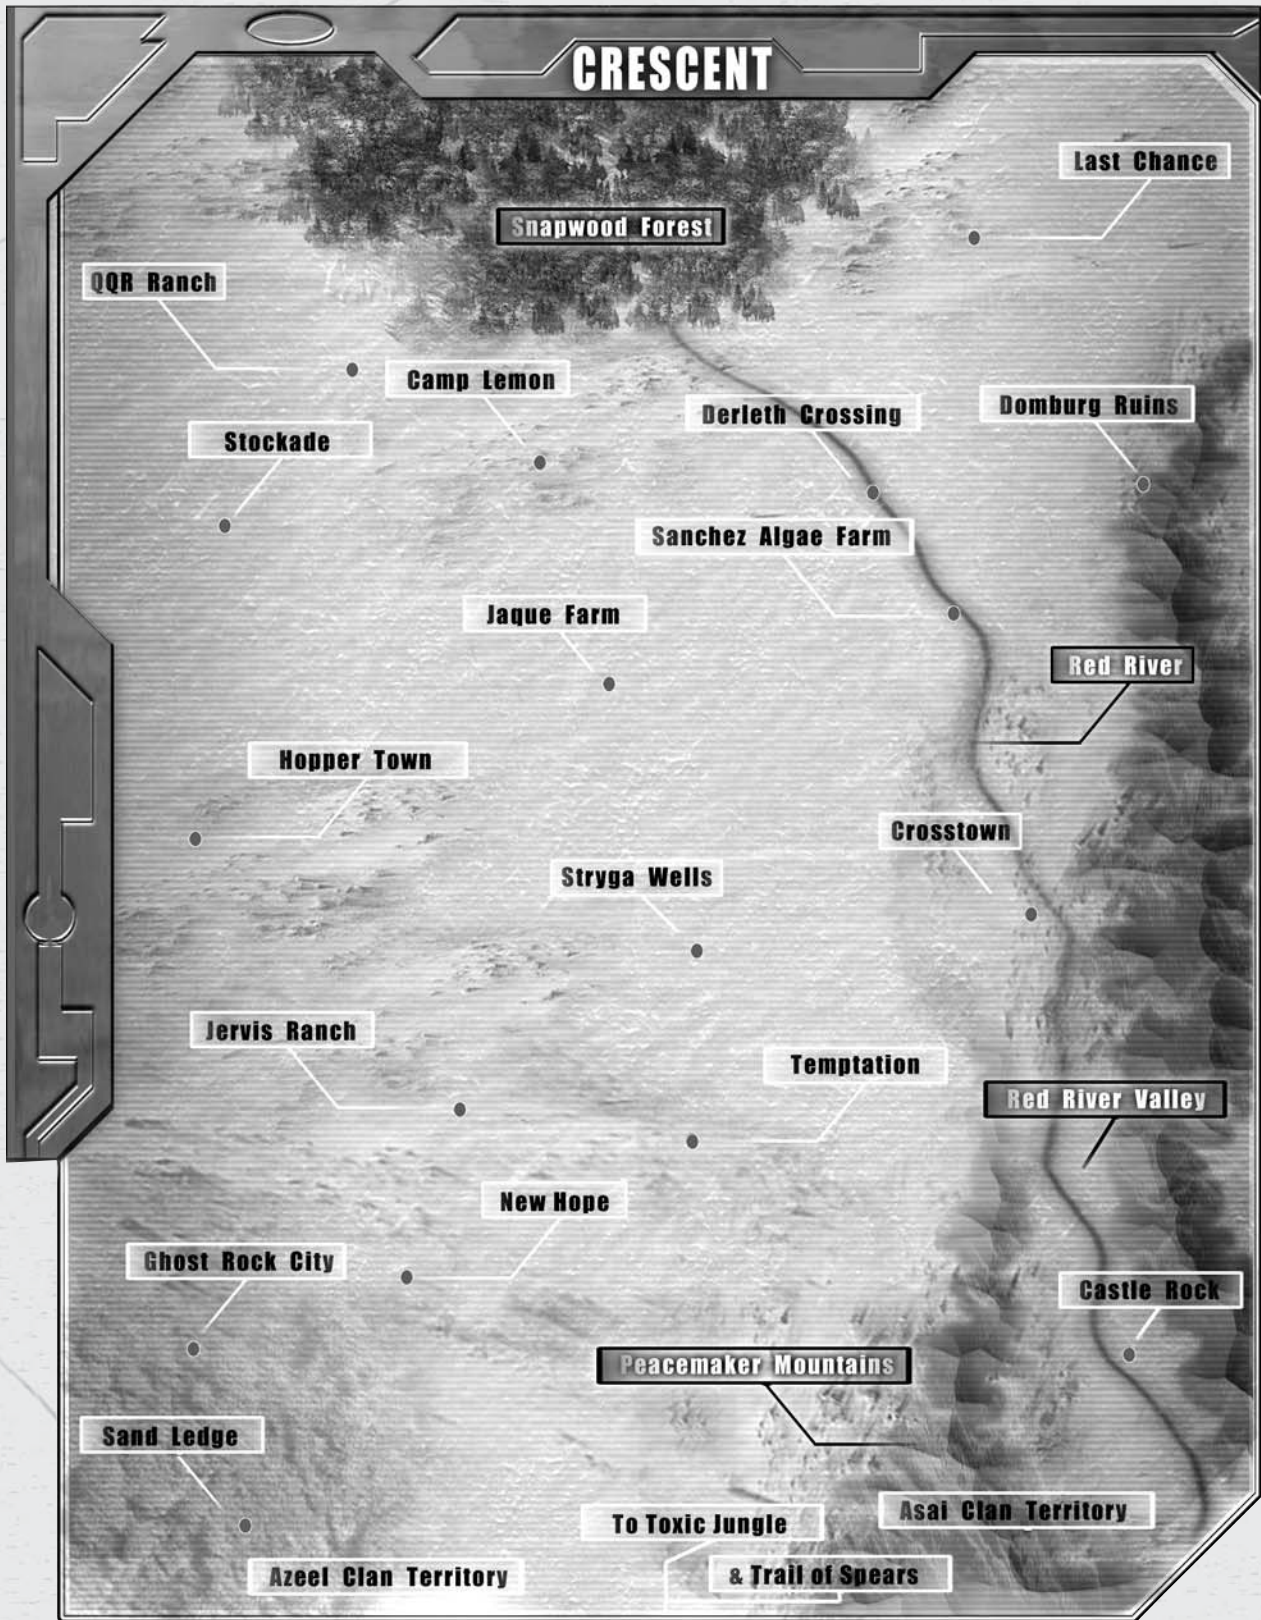 CRESCENT
Last Chance
Snapwood Forest
QQR Ranch
Camp Lemon
Derleth Crossing
Domburg Ruins
Stockade
Sanchez Algae Farm
Jaque Farm
Red River
Hopper Town
Crosstown
Stryga Wells
Jervis Ranch
Temptation
Red River Valley
New Hope
Ghost Rock City
Castle Rock
Peacemaker Mountains
Sand Ledge
Asai Clan Territory
To Toxic Jungle
& Trail of Spears
Azeel Clan Territory